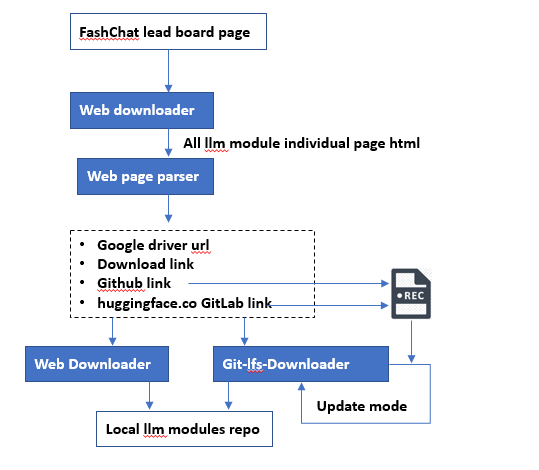 FashChat lead board page
Web downloader
All llm module individual page html
Web page parser
• Google driver url
• Download link
• Github link
• huggingface.co GitLab link
REC
Web Downloader
Git-lfs-Downloader
Update mode
Local llm modules repo